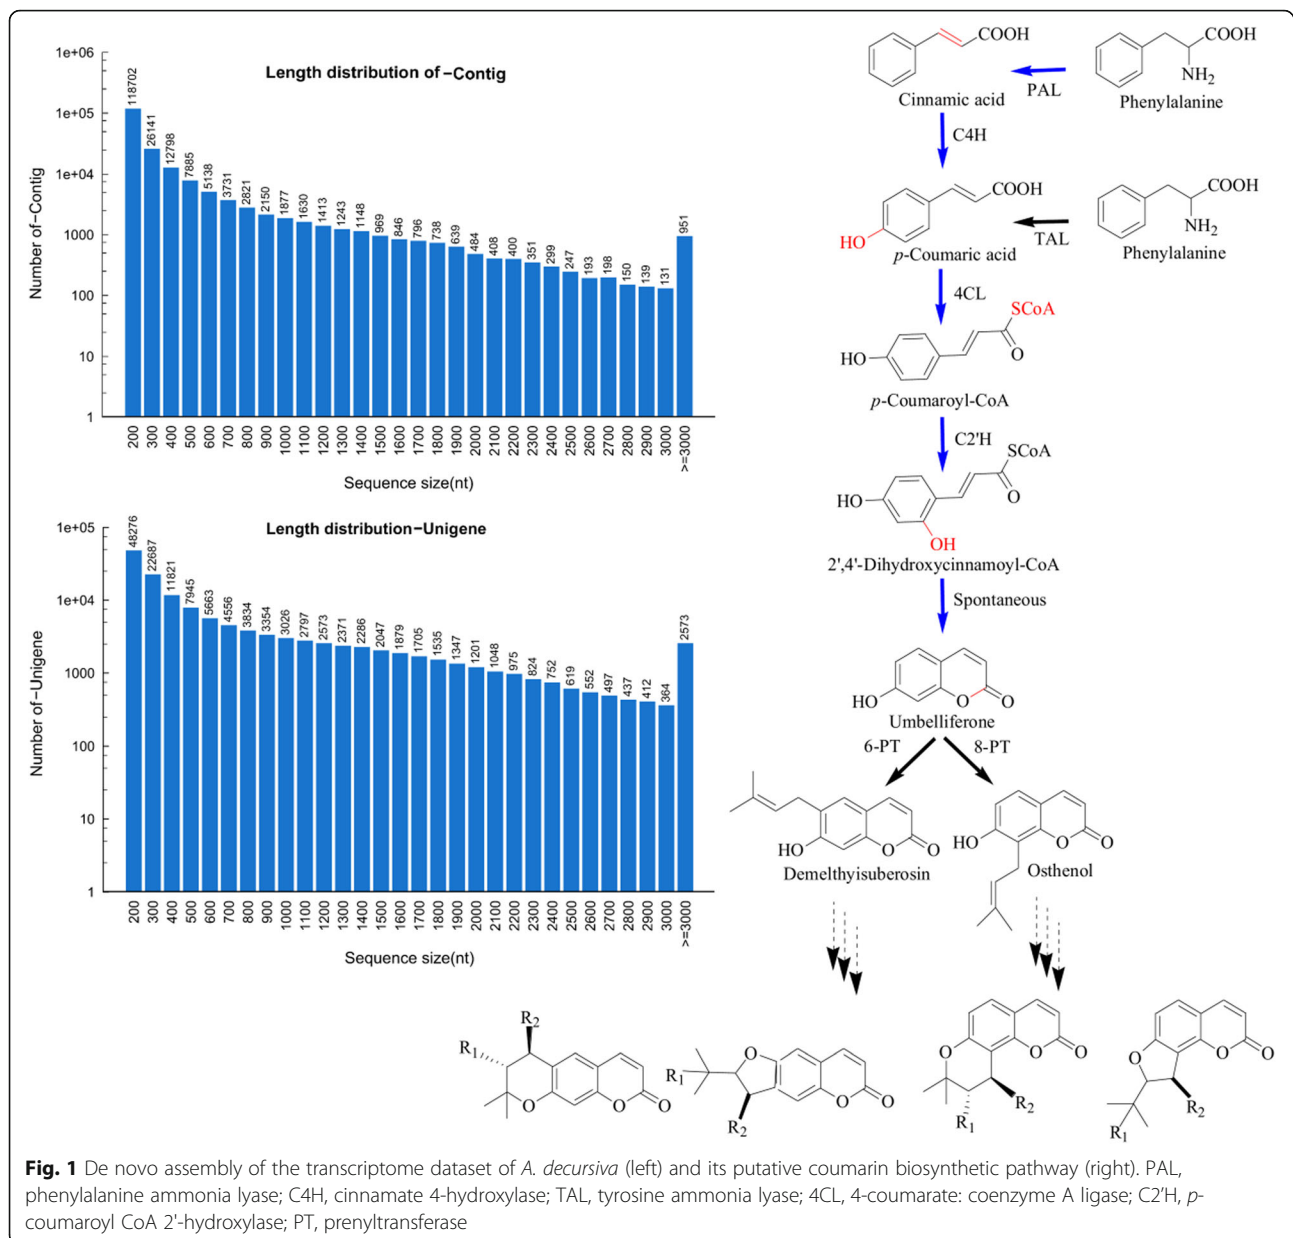 Length distribution of-Contig
Number of-Contig
1e+06
1e+05
1e+04
1000
100
10
1
118702
26141
12798
7885
5138
3731
2821
2150
1877
1630
1413
1243
1148
969
846
796
738
639
484
408
400
351
299
247
193
198
150
139
131
951
200
300
400
500
600
700
800
900
1000
1100
1200
1300
1400
1500
1600
1700
1800
1900
2000
2100
2200
2300
2400
2500
2600
2700
2800
2900
3000
>=3000
Sequence size(nt)
Length distribution-Unigene
Number of-Unigene
1e+05
1e+04
1000
100
10
1
48276
22687
11821
7945
5663
4556
3834
3354
3026
2797
2573
2371
2286
2047
1879
1705
1535
1347
1201
1048
975
824
752
619
552
497
437
412
364
2573
200
300
400
500
600
700
800
900
1000
1100
1200
1300
1400
1500
1600
1700
1800
1900
2000
2100
2200
2300
2400
2500
2600
2700
2800
2900
3000
>=3000
Sequence size(nt)
COOH
Cinnamic acid
PAL
COOH
NH2
Phenylalanine
C4H
COOH
HO
p-Coumaric acid
TAL
COOH
NH2
Phenylalanine
4CL
SCoA
O
HO
p-Coumaroyl-CoA
C2'H
SCoA
O
HO
OH
2',4'-Dihydroxycinnamoyl-CoA
Spontaneous
HO
O
O
Umbelliferone
6-PT
8-PT
HO
O
O
Demelthyisuberosin
HO
O
O
Osthenol
R1
R2
O
O
O
R1
O
R2
O
O
O
O
O
R1
R2
O
O
O
R1
R2
Fig. 1 De novo assembly of the transcriptome dataset of A. decursiva (left) and its putative coumarin biosynthetic pathway (right). PAL,
phenylalanine ammonia lyase; C4H, cinnamate 4-hydroxylase; TAL, tyrosine ammonia lyase; 4CL, 4-coumarate: coenzyme A ligase; C2'H, p-
coumaroyl CoA 2'-hydroxylase; PT, prenyltransferase